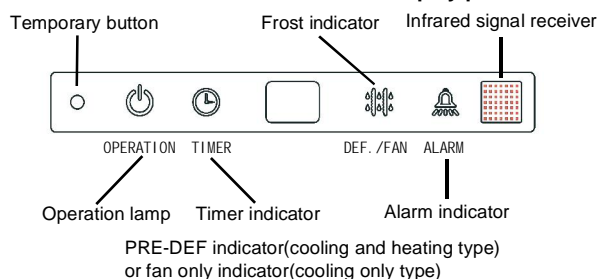 Temporary button
Frost indicator
Infrared signal receiver
OPERATION
TIMER
DEF./FAN
ALARM
Operation lamp
Timer indicator
Alarm indicator
PRE-DEF indicator(cooling and heating type)
or fan only indicator(cooling only type)